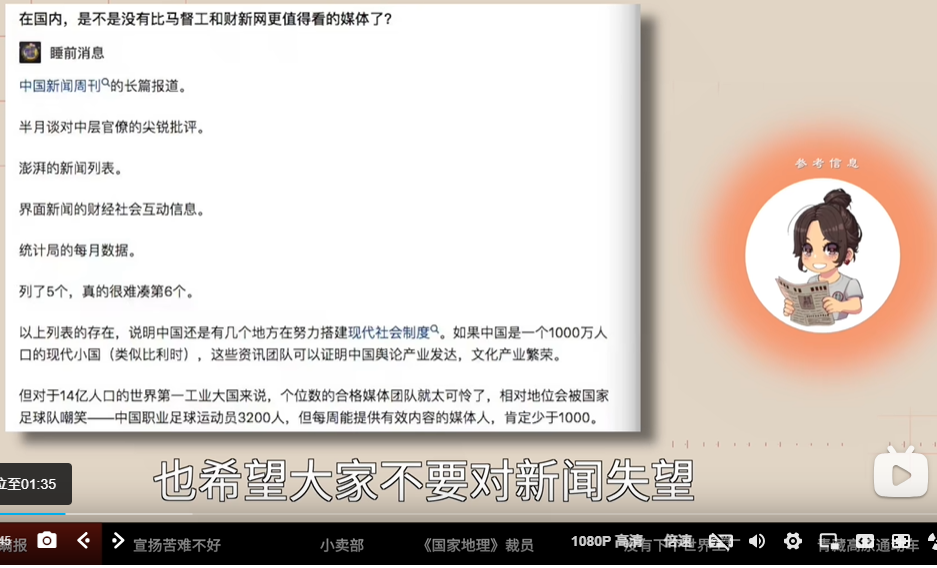 在国内，是不是没有比马督工和财新网更值得看的媒体了？
睡前消息
中国新闻周刊的长篇报道。
半月谈对中层官僚的尖锐批评。
澎湃的新闻列表。
界面新闻的财经社会互动信息。
统计局的每月数据。
列了5个，真的很难凑第6个。
以上列表的存在，说明中国还是有几个地方在努力搭建现代社会制度。如果中国是一个1000万人
口的现代小国（类似比利时），这些资讯团队可以证明中国舆论产业发达，文化产业繁荣。
但对于14亿人口的世界第一工业大国来说，个位数的合格媒体团队就太可怜了，相对地位会被国家
足球队嘲笑——中国职业足球运动员3200人，但每周能提供有效内容的媒体人，肯定少于1000。
参考信息
也希望大家不要对新闻失望
位至01:35
45
宣扬苦难不好
小卖部
《国家地理》裁员
1080P 高清
倍速
青藏高原通动车